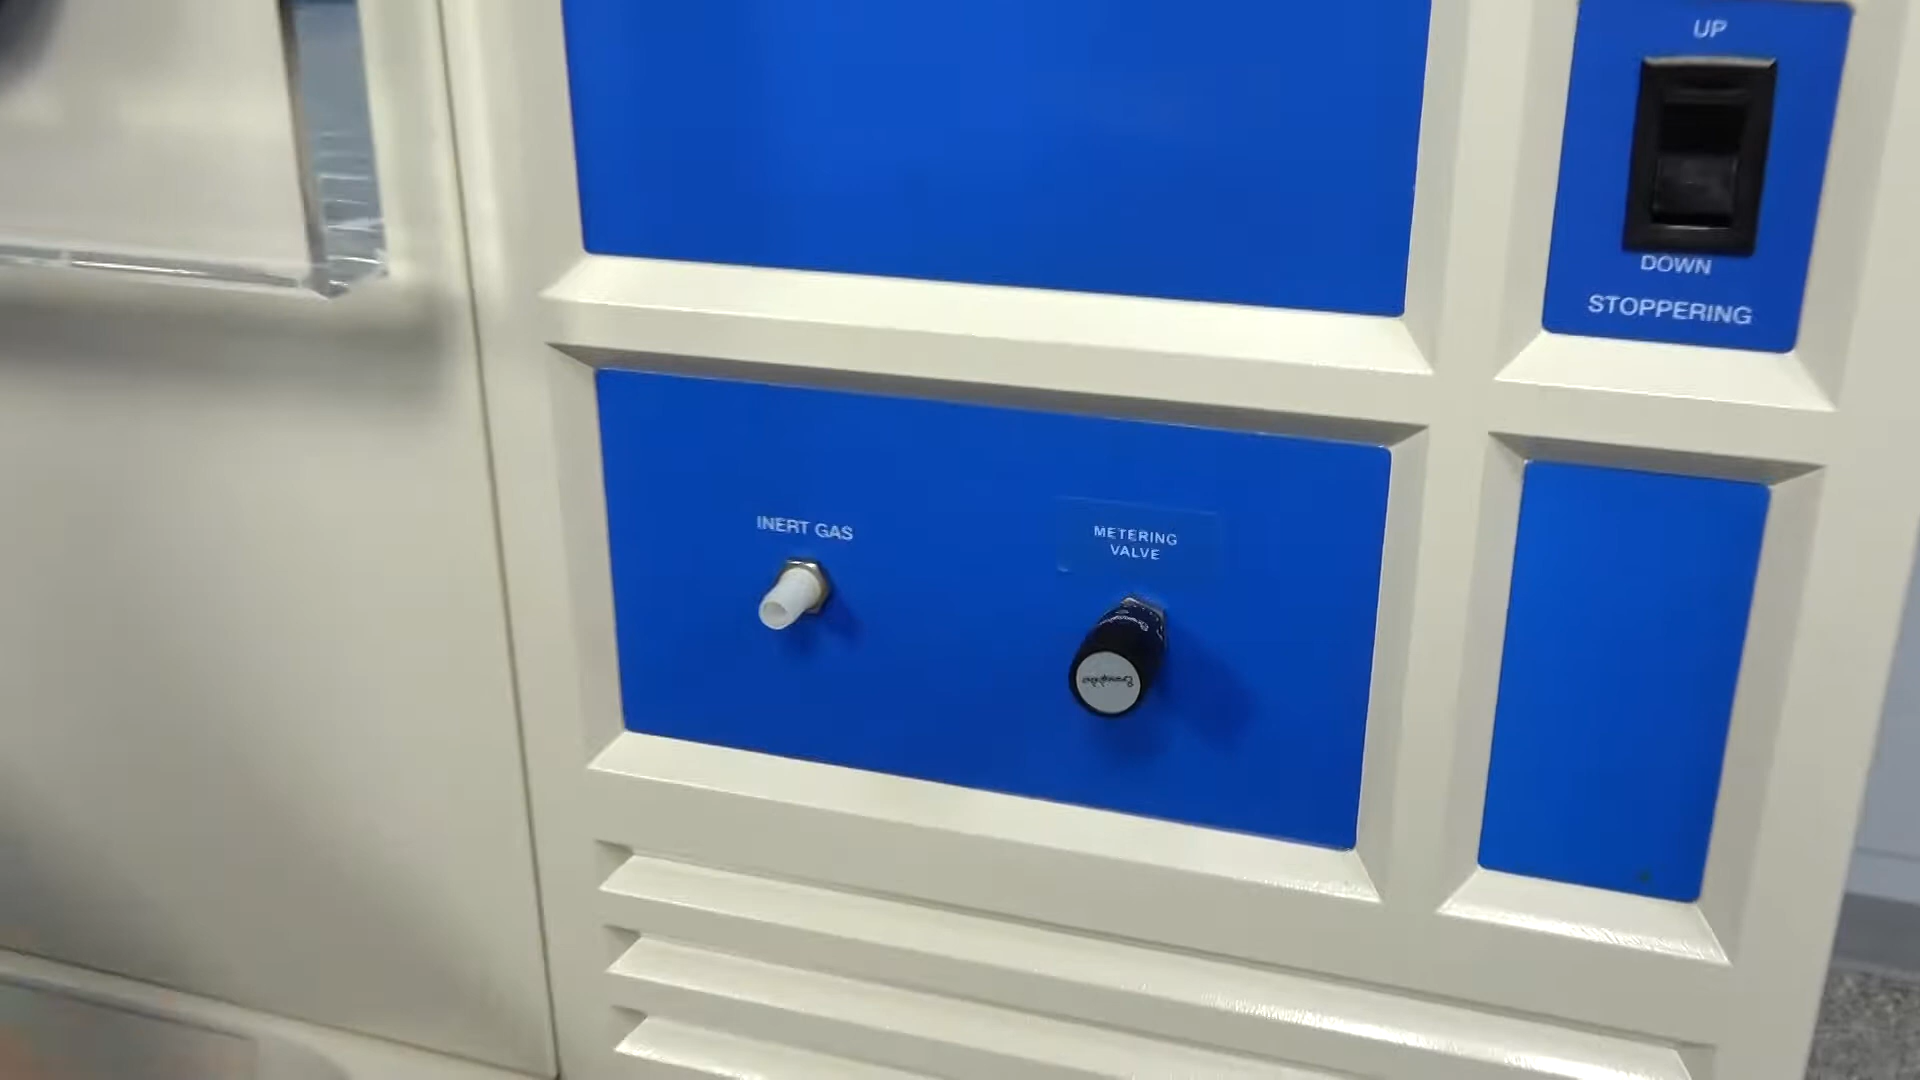 UP
DOWN
STOPPERING
INERT GAS
METERING
VALVE